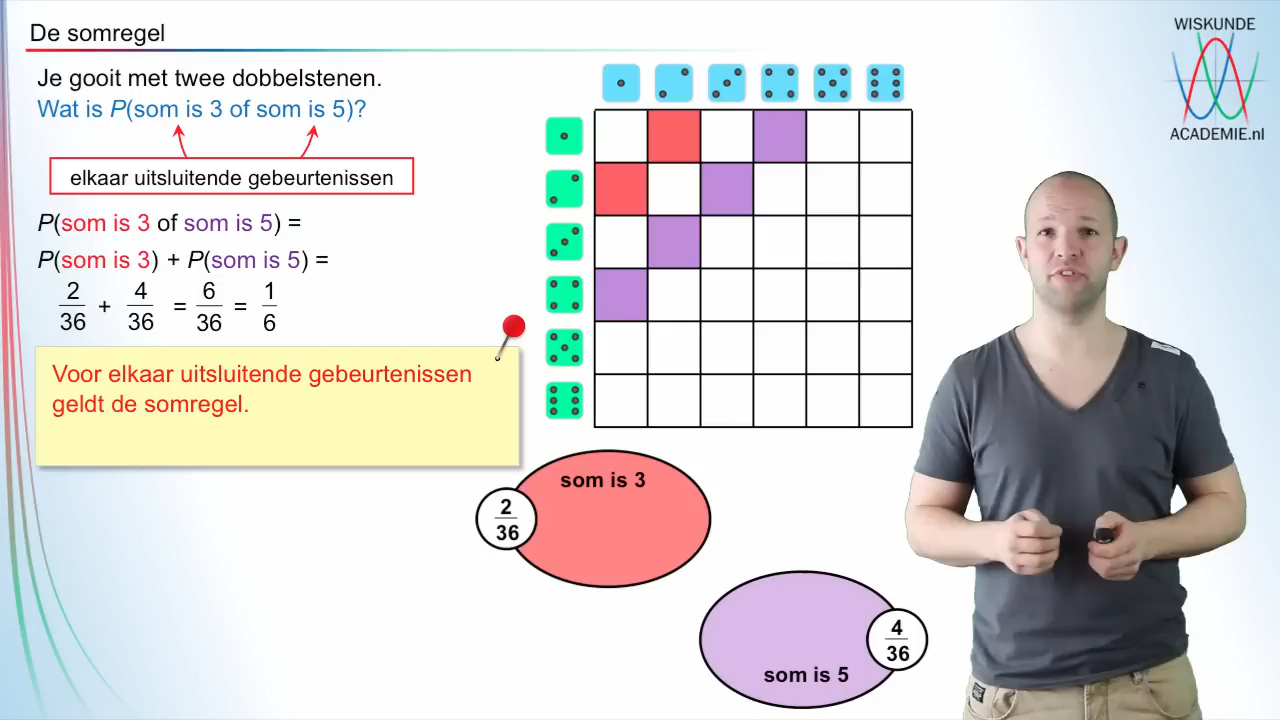 De somregel
WISKUNDE
ACADEMIE.nl
Je gooit met twee dobbelstenen.
Wat is P(som is 3 of som is 5)?
elkaar uitsluitende gebeurtenissen
P(som is 3 of som is 5) =
P(som is 3) + P(som is 5) =
2/36 + 4/36 = 6/36 = 1/6
Voor elkaar uitsluitende gebeurtenissen
geldt de somregel.
som is 3
2/36
4/36
som is 5